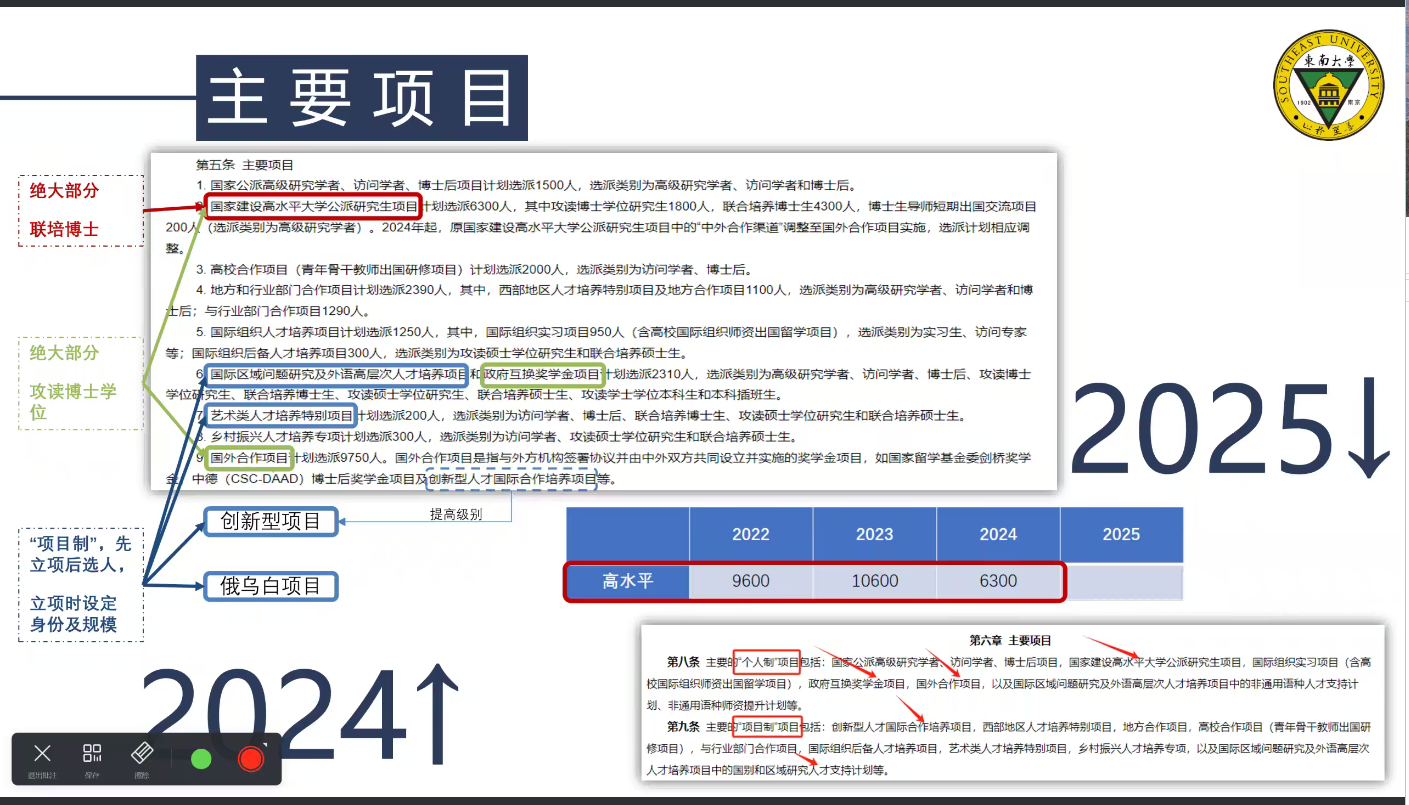 主要项目
SOUTHEAST UNIVERSITY
東南大學
1902 南京
第五条 主要项目
1. 国家公派高级研究学者、访问学者、博士后项目计划选派1500人，选派类别为高级研究学者、访问学者和博士后。
国家建设高水平大学公派研究生项目计划选派6300人，其中攻读博士学位研究生1800人，联合培养博士生4300人，博士生导师短期出国交流项目
200人（选派类别为高级研究学者）。2024年起，原国家建设高水平大学公派研究生项目中的“中外合作渠道”调整至国外合作项目实施，选派计划相应调
整。
3. 高校合作项目（青年骨干教师出国研修项目）计划选派2000人，选派类别为访问学者、博士后。
4. 地方和行业部门合作项目计划选派2390人，其中，西部地区人才培养特别项目及地方合作项目1100人，选派类别为高级研究学者、访问学者和博
士后；与行业部门合作项目1290人。
5. 国际组织人才培养项目计划选派1250人，其中，国际组织实习项目950人（含高校国际组织师资出国留学项目），选派类别为实习生、访问专家
等；国际组织后备人才培养项目300人，选派类别为攻读硕士学位研究生和联合培养硕士生。
6. 国际区域问题研究及外语高层次人才培养项目和政府互换奖学金项目计划选派2310人，选派类别为高级研究学者、访问学者、博士后、攻读博士
学位研究生、联合培养博士生、攻读硕士学位研究生、联合培养硕士生、攻读学士学位本科生和本科插班生。
7. 艺术类人才培养特别项目计划选派200人，选派类别为访问学者、博士后、联合培养博士生、攻读硕士学位研究生和联合培养硕士生。
8. 乡村振兴人才培养专项计划选派300人，选派类别为访问学者、攻读硕士学位研究生和联合培养硕士生。
9. 国外合作项目计划选派9750人。国外合作项目是指与外方机构签署协议并由中外双方共同设立并实施的奖学金项目，如国家留学基金委剑桥奖学
金、中德（CSC-DAAD）博士后奖学金项目及创新型人才国际合作培养项目等。
绝大部分
联培博士
绝大部分
攻读博士学
位
“项目制”，先
立项后选人，
立项时设定
身份及规模
创新型项目
提高级别
俄乌白项目
2025↓
2022 2023 2024 2025
高水平 9600 10600 6300
2024↑
第六章 主要项目
第八条 主要的“个人制”项目包括：国家公派高级研究学者、访问学者、博士后项目，国家建设高水平大学公派研究生项目，国际组织实习项目（含高
校国际组织师资出国留学项目），政府互换奖学金项目，国外合作项目，以及国际区域问题研究及外语高层次人才培养项目中的非通用语种人才支持计
划、非通用语种师资提升计划等。
第九条 主要的“项目制”项目包括：创新型人才国际合作培养项目，西部地区人才培养特别项目，地方合作项目，高校合作项目（青年骨干教师出国研
修项目），与行业部门合作项目，国际组织后备人才培养项目，艺术类人才培养特别项目，乡村振兴人才培养专项，以及国际区域问题研究及外语高层次
人才培养项目中的国别和区域研究人才支持计划等。
退出批注 保存 擦除